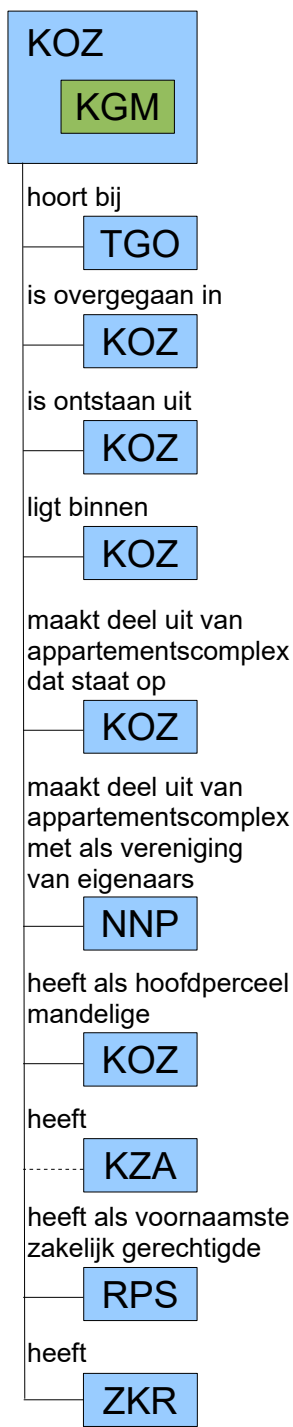 KOZ
KGM
hoort bij
TGO
is overgegaan in
KOZ
is ontstaan uit
KOZ
ligt binnen
KOZ
maakt deel uit van
appartementscomplex
dat staat op
KOZ
maakt deel uit van
appartementscomplex
met als vereniging
van eigenaars
NNP
heeft als hoofdperceel
mandelige
KOZ
heeft
KZA
heeft als voornaamste
zakelijk gerechtigde
RPS
heeft
ZKR